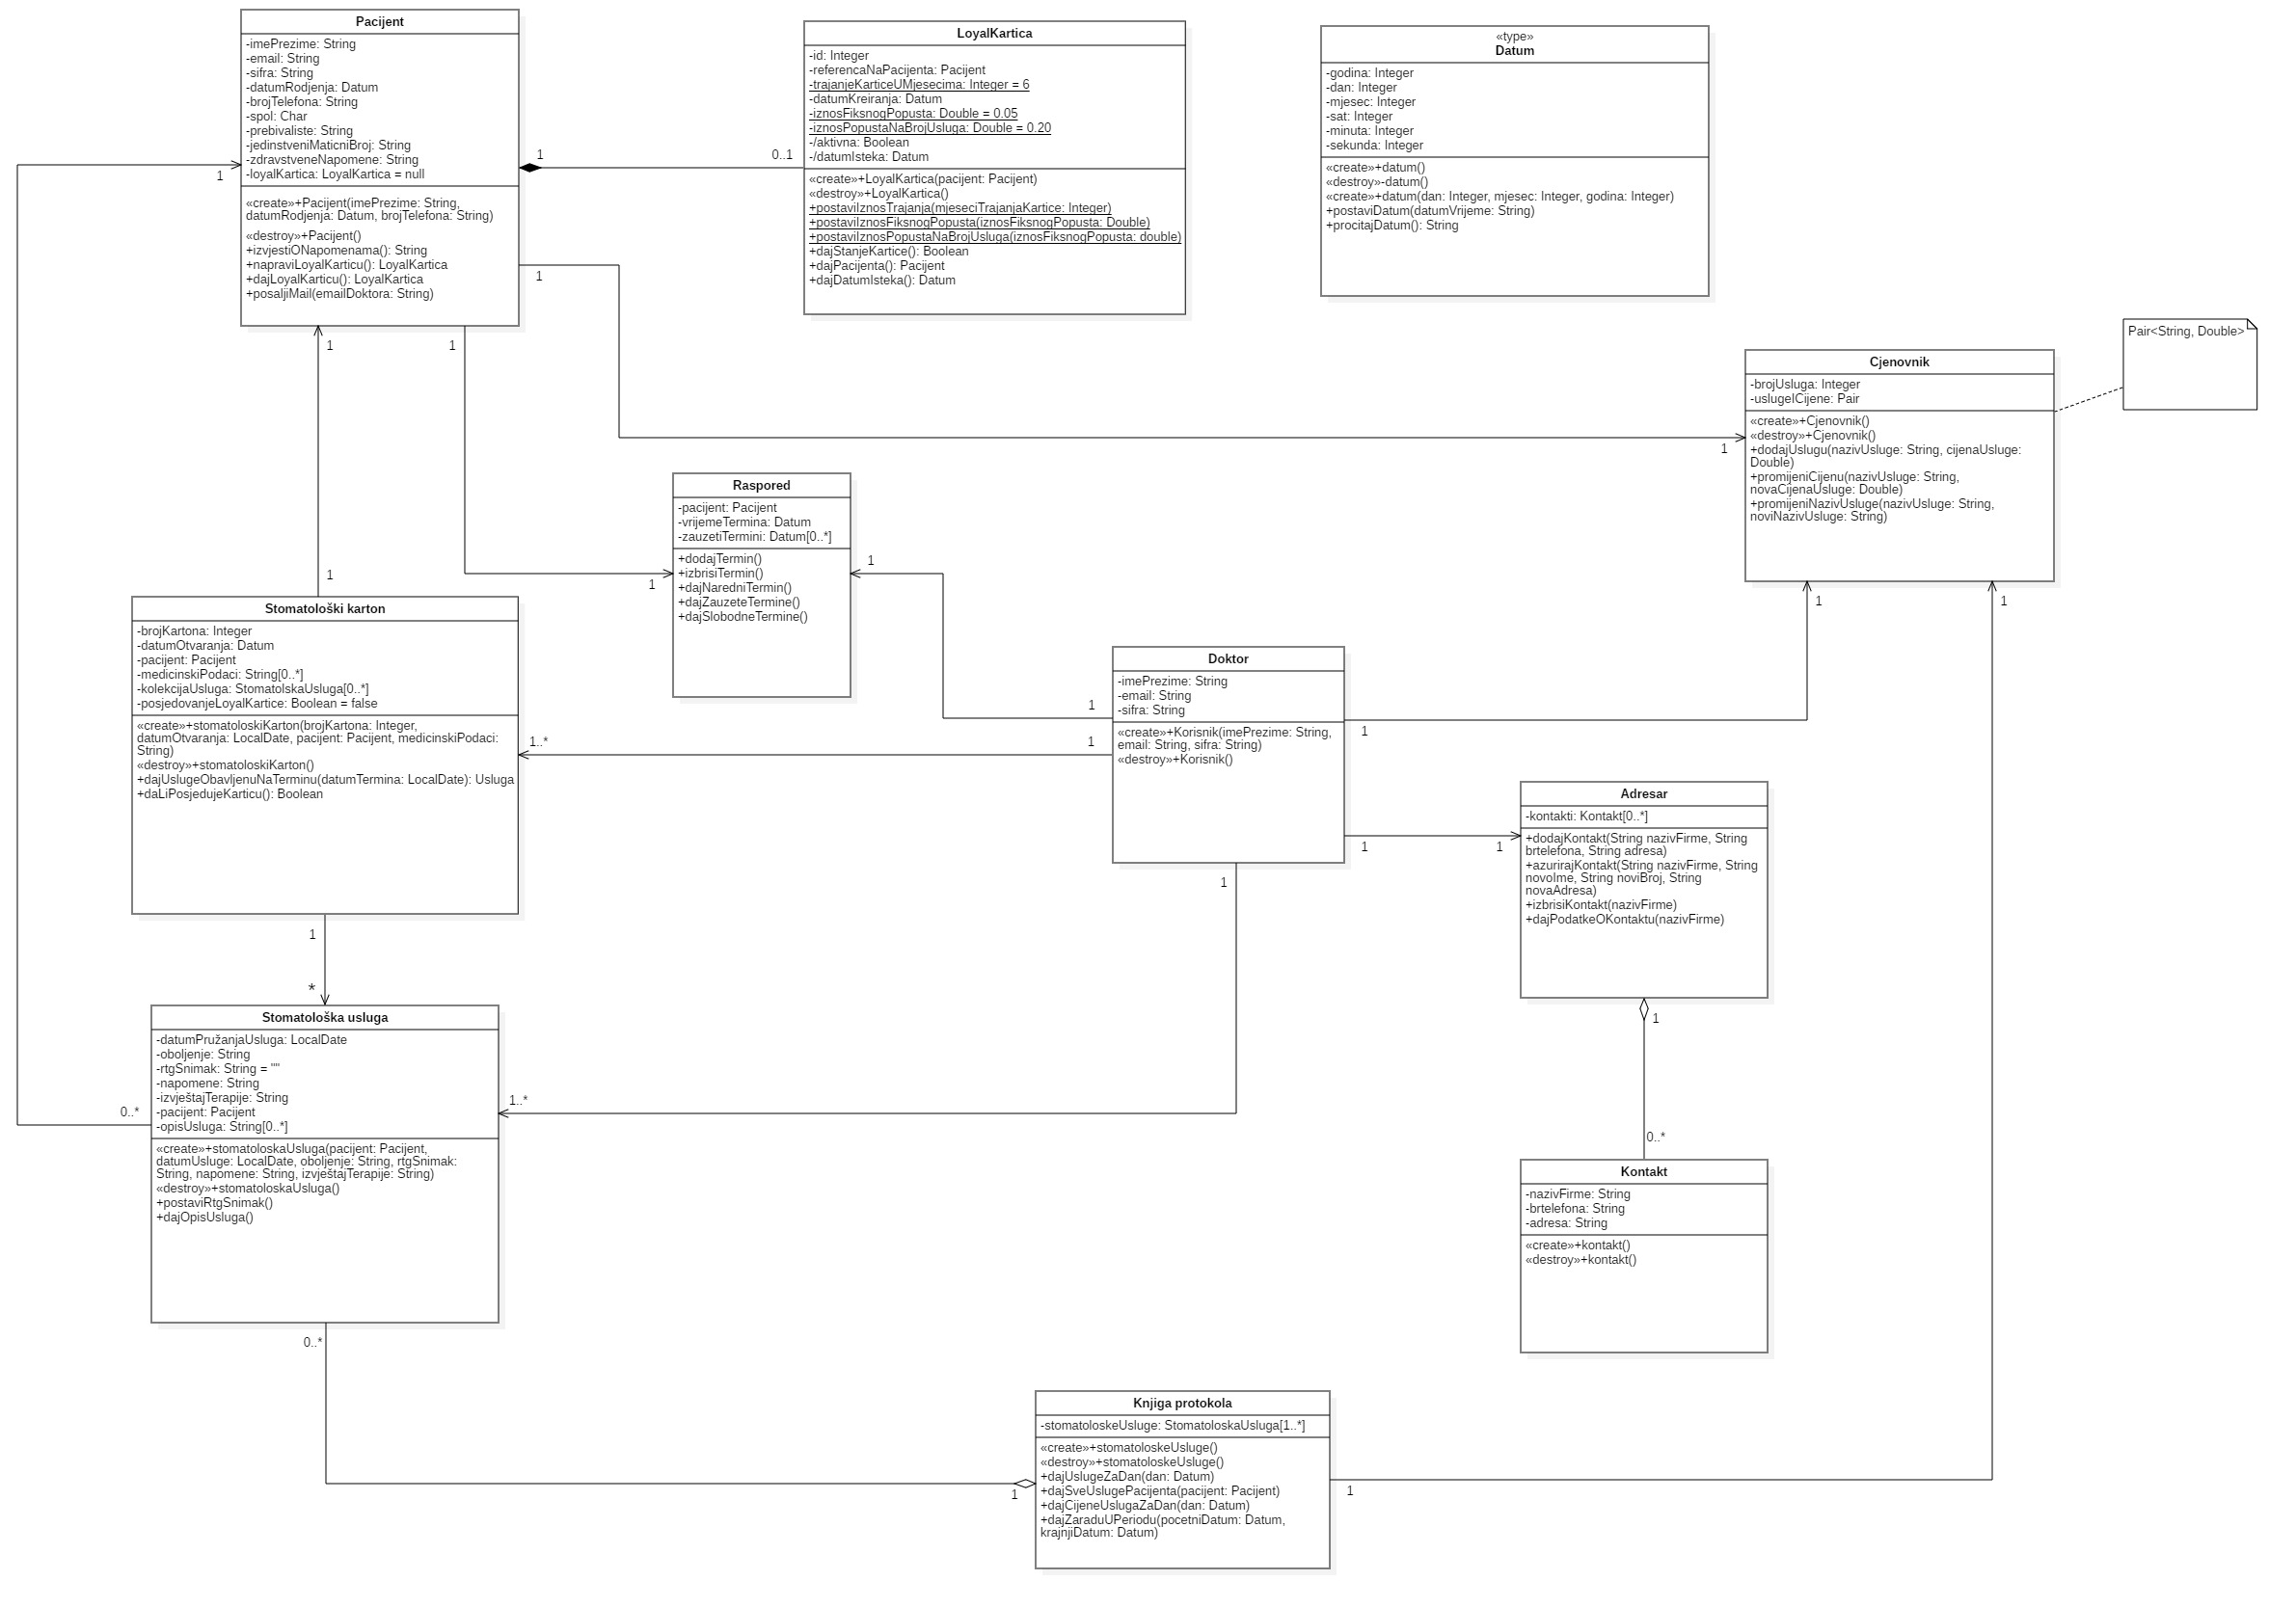 Pacijent
-imePrezime: String
-email: String
-sifra: String
-datumRodjenja: Datum
-brojTelefona: String
-spol: Char
-prebivaliste: String
-jedinstveniMaticniBroj: String
-zdravstveneNapomene: String
-loyalKartica: LoyalKartica = null
«create»+Pacijent(imePrezime: String,
datumRodjenja: Datum, brojTelefona: String)
«destroy»+Pacijent()
+izvjestiONapomenama(): String
+napraviLoyalKarticu(): LoyalKartica
+dajLoyalKarticu(): LoyalKartica
+posaljiMail(emailDoktora: String)
1
0..1
1
1
1
1
LoyalKartica
-id: Integer
-referencaNaPacijenta: Pacijent
-trajanjeKarticeUMjesecima: Integer = 6
-datumKreiranja: Datum
-iznosFiksnogPopusta: Double = 0.05
-iznosPopustaNaBrojUsluga: Double = 0.20
-/aktivna: Boolean
-/datumIsteka: Datum
«create»+LoyalKartica(pacijent: Pacijent)
«destroy»+LoyalKartica()
+postaviIznosTrajanja(mjeseciTrajanjaKartice: Integer)
+postaviIznosFiksnogPopusta(iznosFiksnogPopusta: Double)
+postaviIznosPopustaNaBrojUsluga(iznosFiksnogPopusta: double)
+dajStanjeKartice(): Boolean
+dajPacijenta(): Pacijent
+dajDatumIsteka(): Datum
«type»
Datum
-godina: Integer
-dan: Integer
-mjesec: Integer
-sat: Integer
-minuta: Integer
-sekunda: Integer
«create»+datum()
«destroy»-datum()
«create»+datum(dan: Integer, mjesec: Integer, godina: Integer)
+postaviDatum(datumVrijeme: String)
+procitajDatum(): String
Pair<String, Double>
Cjenovnik
-brojUsluga: Integer
-uslugeICijene: Pair
«create»+Cjenovnik()
«destroy»+Cjenovnik()
+dodajUslugu(nazivUsluge: String, cijenaUsluge:
Double)
+promijeniCijenu(nazivUsluge: String,
novaCijenaUsluge: Double)
+promijeniNazivUsluge(nazivUsluge: String,
noviNazivUsluge: String)
1
1
1
Raspored
-pacijent: Pacijent
-vrijemeTermina: Datum
-zauzetiTermini: Datum[0..*]
+dodajTermin()
+izbrisiTermin()
+dajNaredniTermin()
+dajZauzeteTermine()
+dajSlobodneTermine()
1
1
1
Stomatološki karton
-brojKartona: Integer
-datumOtvaranja: Datum
-pacijent: Pacijent
-medicinskiPodaci: String[0..*]
-kolekcijaUsluga: StomatolskaUsluga[0..*]
-posjedovanjeLoyalKartice: Boolean = false
«create»+stomatoloskiKarton(brojKartona: Integer,
datumOtvaranja: LocalDate, pacijent: Pacijent, medicinskiPodaci:
String)
«destroy»+stomatoloskiKarton()
+dajUslugeObavljenuNaTerminu(datumTermina: LocalDate): Usluga
+daLiPosjedujeKarticu(): Boolean
1..*
1
*
Doktor
-imePrezime: String
-email: String
-sifra: String
«create»+Korisnik(imePrezime: String,
email: String, sifra: String)
«destroy»+Korisnik()
1
1
1
1
1
1
Adresar
-kontakti: Kontakt[0..*]
+dodajKontakt(String nazivFirme, String
brtelefona, String adresa)
+azurirajKontakt(String nazivFirme, String
novoIme, String noviBroj, String
novaAdresa)
+izbrisiKontakt(nazivFirme)
+dajPodatkeOKontaktu(nazivFirme)
1
0..*
Stomatološka usluga
-datumPružanjaUsluga: LocalDate
-oboljenje: String
-rtgSnimak: String = ""
-napomene: String
-izvještajTerapije: String
-pacijent: Pacijent
-opisUsluga: String[0..*]
«create»+stomatoloskaUsluga(pacijent: Pacijent,
datumUsluge: LocalDate, oboljenje: String, rtgSnimak:
String, napomene: String, izvještajTerapije: String)
«destroy»+stomatoloskaUsluga()
+postaviRtgSnimak()
+dajOpisUsluga()
0..*
1..*
0..*
Kontakt
-nazivFirme: String
-brtelefona: String
-adresa: String
«create»+kontakt()
«destroy»+kontakt()
Knjiga protokola
-stomatoloskeUsluge: StomatoloskaUsluga[1..*]
«create»+stomatoloskeUsluge()
«destroy»+stomatoloskeUsluge()
+dajUslugeZaDan(dan: Datum)
+dajSveUslugePacijenta(pacijent: Pacijent)
+dajCijeneUslugaZaDan(dan: Datum)
+dajZaraduUPeriodu(pocetniDatum: Datum,
krajnjiDatum: Datum)
1
1